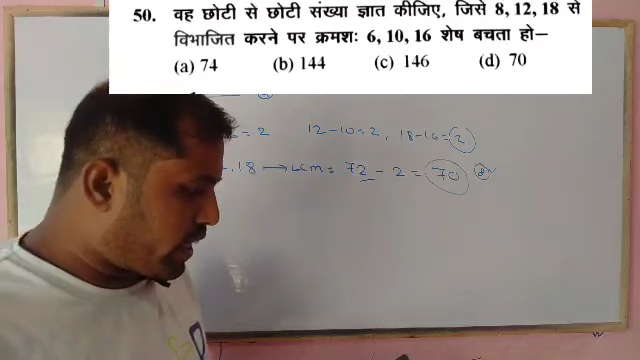 50. वह छोटी से छोटी संख्या ज्ञात कीजिए, जिसे 8, 12, 18 से
विभाजित करने पर क्रमशः 6, 10, 16 शेष बचता हो–
(a) 74 (b) 144 (c) 146 (d) 70
= 2 12-10=2, 18-16=2
, 18 → LCM = 72 - 2 = 70 (d)